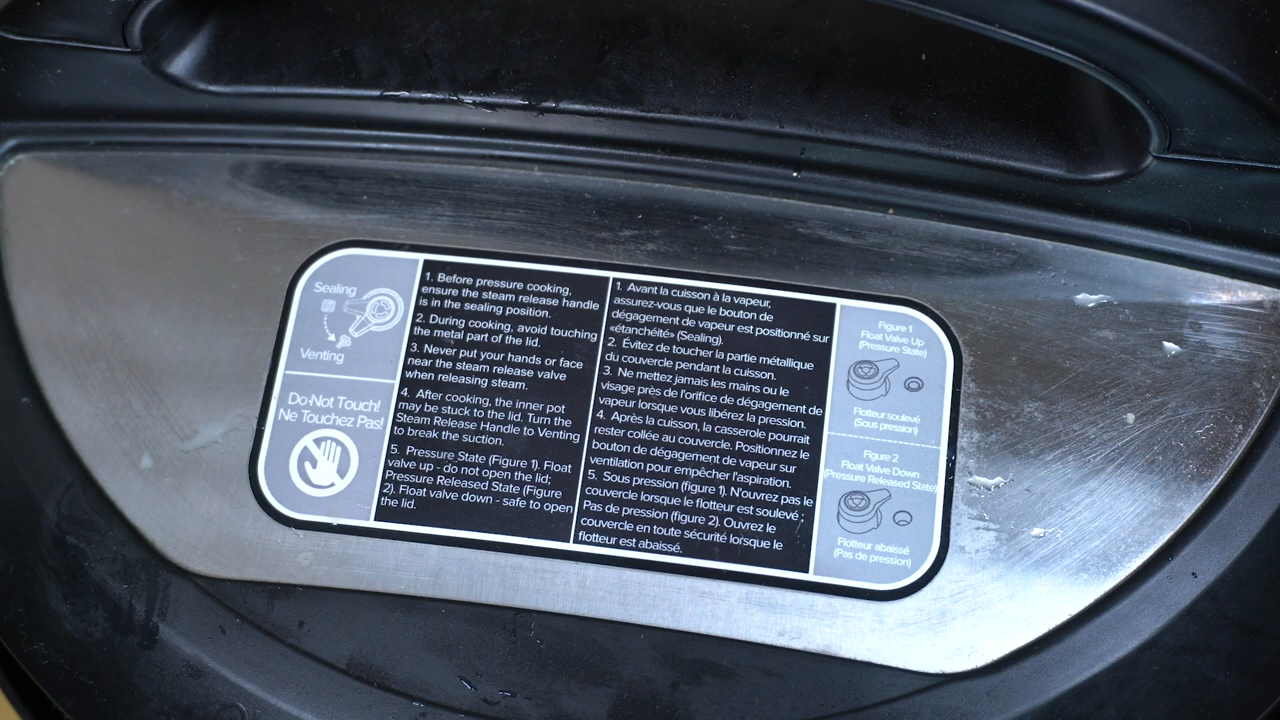 Sealing
Venting
Do Not Touch!
Ne Touchez Pas!
1. Before pressure cooking,
ensure the steam release handle
is in the sealing position.
2. During cooking, avoid touching
the metal part of the lid.
3. Never put your hands or face
near the steam release valve
when releasing steam.
4. After cooking, the inner pot
may be stuck to the lid. Turn the
Steam Release Handle to Venting
to break the suction.
5. Pressure State (Figure 1). Float
valve up - do not open the lid;
Pressure Released State (Figure
2). Float valve down - safe to open
the lid.
1. Avant la cuisson à la vapeur,
assurez-vous que le bouton de
dégagement de vapeur est positionné sur
«étanchéité» (Sealing).
2. Évitez de toucher la partie métallique
du couvercle pendant la cuisson.
3. Ne mettez jamais les mains ou le
visage près de l'orifice de dégagement de
vapeur lorsque vous libérez la pression.
4. Après la cuisson, la casserole pourrait
rester collée au couvercle. Positionnez le
bouton de dégagement de vapeur sur
ventilation pour empêcher l'aspiration.
5. Sous pression (figure 1). N'ouvrez pas le
couvercle lorsque le flotteur est soulevé ;
Pas de pression (figure 2). Ouvrez le
couvercle en toute sécurité lorsque le
flotteur est abaissé.
Figure 1
Float Valve Up
(Pressure State)
Flotteur soulevé
(Sous pression)
Figure 2
Float Valve Down
(Pressure Released State)
Flotteur abaissé
(Pas de pression)